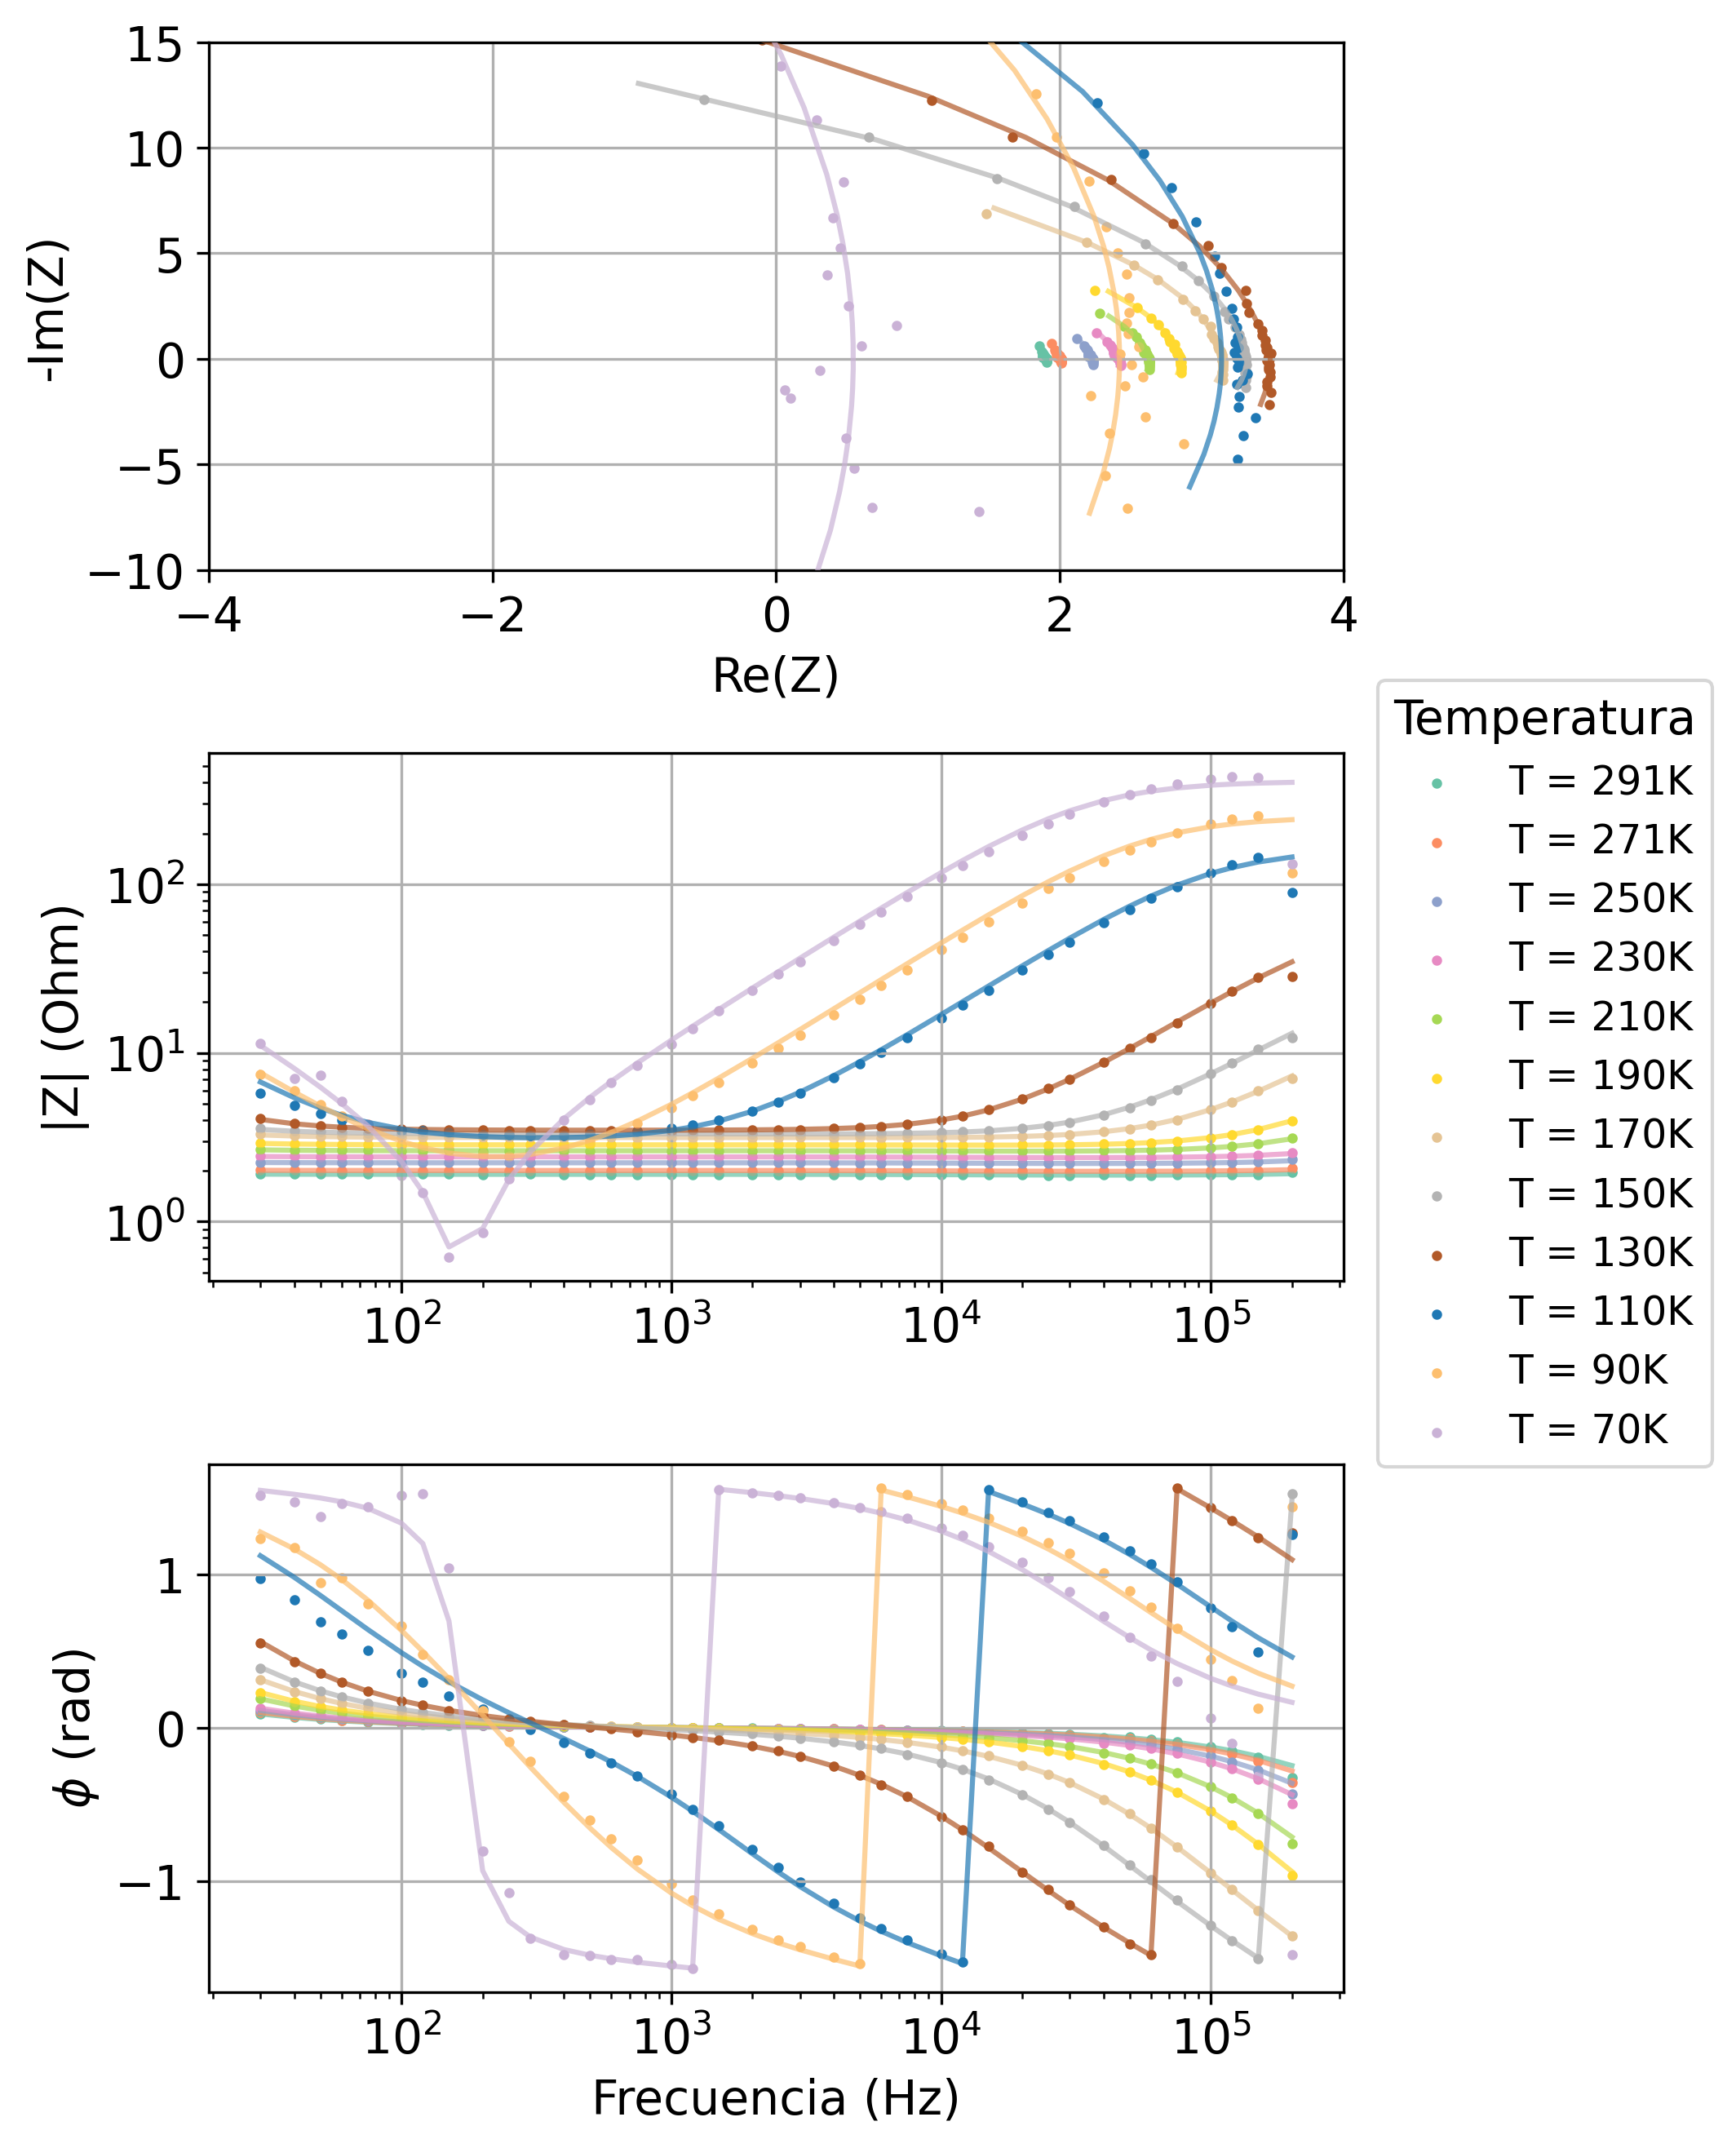 15
10
5
0
−5
−10
-Im(Z)
−4 −2 0 2 4
Re(Z)
10²
10¹
10⁰
|Z| (Ohm)
10² 10³ 10⁴ 10⁵
Temperatura
T = 291K
T = 271K
T = 250K
T = 230K
T = 210K
T = 190K
T = 170K
T = 150K
T = 130K
T = 110K
T = 90K
T = 70K
1
0
−1
ϕ (rad)
10² 10³ 10⁴ 10⁵
Frecuencia (Hz)